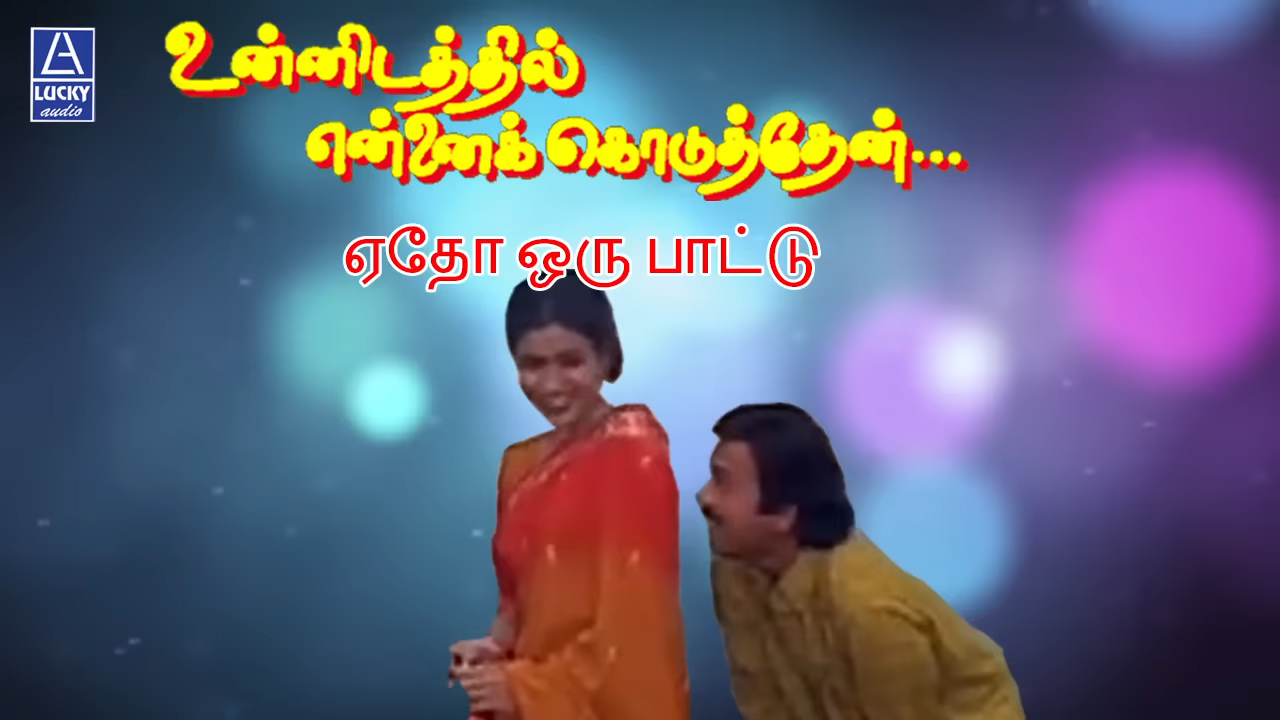 LUCKY
audio
உன்னிடத்தில்
என்னைக் கொடுத்தேன்...
ஏதோ ஒரு பாட்டு